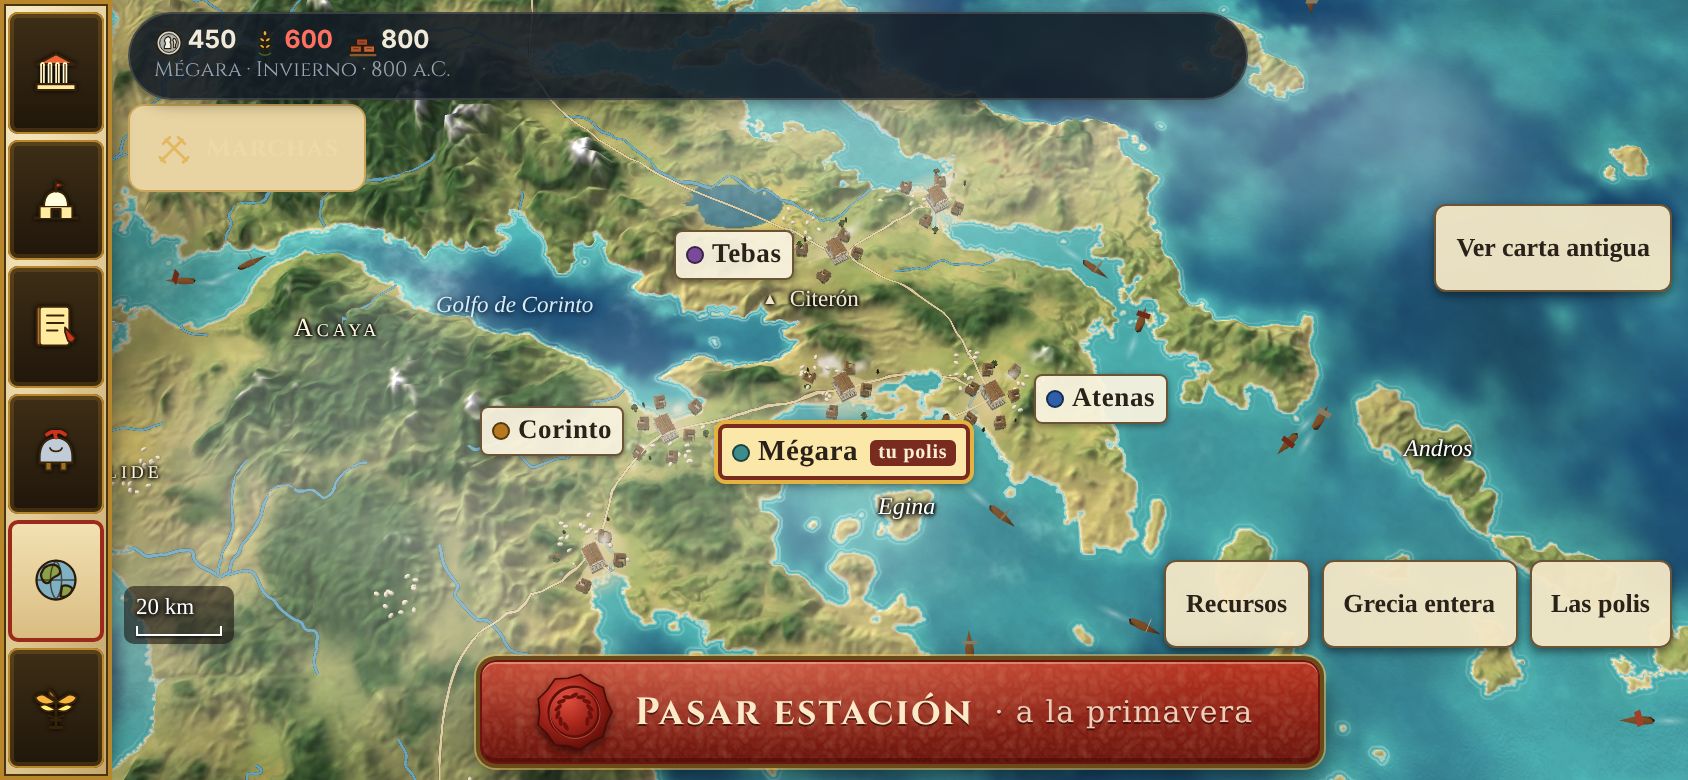 450 600 800
MÉGARA · INVIERNO · 800 A.C.
MARCHAS
Ver carta antigua
Tebas
Citerón
Golfo de Corinto
ACAYA
Atenas
Corinto
Mégara tu polis
Andros
LIDE
Egina
20 km
Recursos
Grecia entera
Las polis
PASAR ESTACIÓN · a la primavera